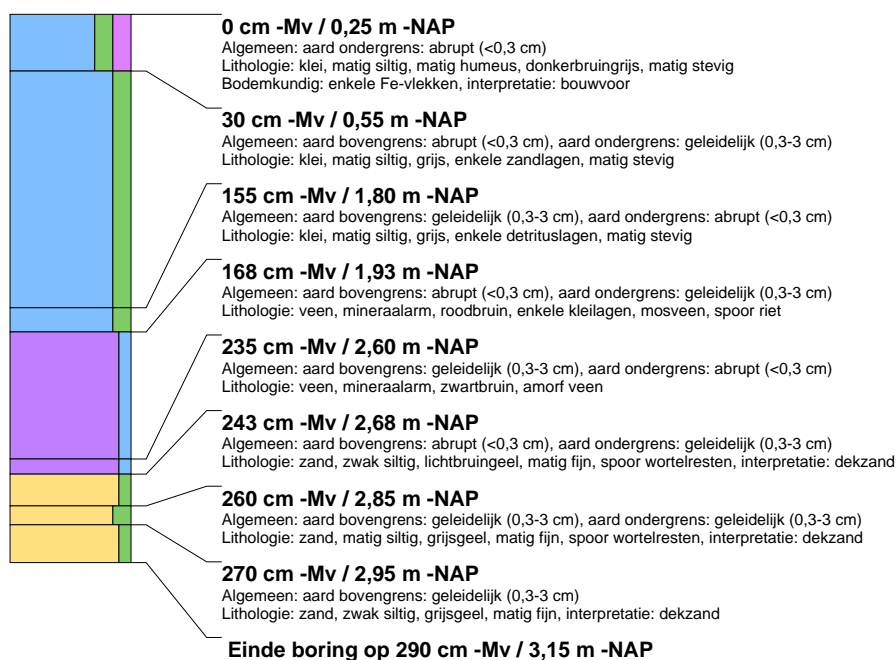 0 cm -Mv / 0,25 m -NAP
Algemeen: aard ondergrens: abrupt (<0,3 cm)
Lithologie: klei, matig siltig, matig humeus, donkerbruingrijs, matig stevig
Bodemkundig: enkele Fe-vlekken, interpretatie: bouwvoor
30 cm -Mv / 0,55 m -NAP
Algemeen: aard bovengrens: abrupt (<0,3 cm), aard ondergrens: geleidelijk (0,3-3 cm)
Lithologie: klei, matig siltig, grijs, enkele zandlagen, matig stevig
155 cm -Mv / 1,80 m -NAP
Algemeen: aard bovengrens: geleidelijk (0,3-3 cm), aard ondergrens: abrupt (<0,3 cm)
Lithologie: klei, matig siltig, grijs, enkele detrituslagen, matig stevig
168 cm -Mv / 1,93 m -NAP
Algemeen: aard bovengrens: abrupt (<0,3 cm), aard ondergrens: geleidelijk (0,3-3 cm)
Lithologie: veen, mineraalarm, roodbruin, enkele kleilagen, mosveen, spoor riet
235 cm -Mv / 2,60 m -NAP
Algemeen: aard bovengrens: geleidelijk (0,3-3 cm), aard ondergrens: abrupt (<0,3 cm)
Lithologie: veen, mineraalarm, zwartbruin, amorf veen
243 cm -Mv / 2,68 m -NAP
Algemeen: aard bovengrens: abrupt (<0,3 cm), aard ondergrens: geleidelijk (0,3-3 cm)
Lithologie: zand, zwak siltig, lichtbruingeel, matig fijn, spoor wortelresten, interpretatie: dekzand
260 cm -Mv / 2,85 m -NAP
Algemeen: aard bovengrens: geleidelijk (0,3-3 cm), aard ondergrens: geleidelijk (0,3-3 cm)
Lithologie: zand, matig siltig, grijsgeel, matig fijn, spoor wortelresten, interpretatie: dekzand
270 cm -Mv / 2,95 m -NAP
Algemeen: aard bovengrens: geleidelijk (0,3-3 cm)
Lithologie: zand, zwak siltig, grijsgeel, matig fijn, interpretatie: dekzand
Einde boring op 290 cm -Mv / 3,15 m -NAP